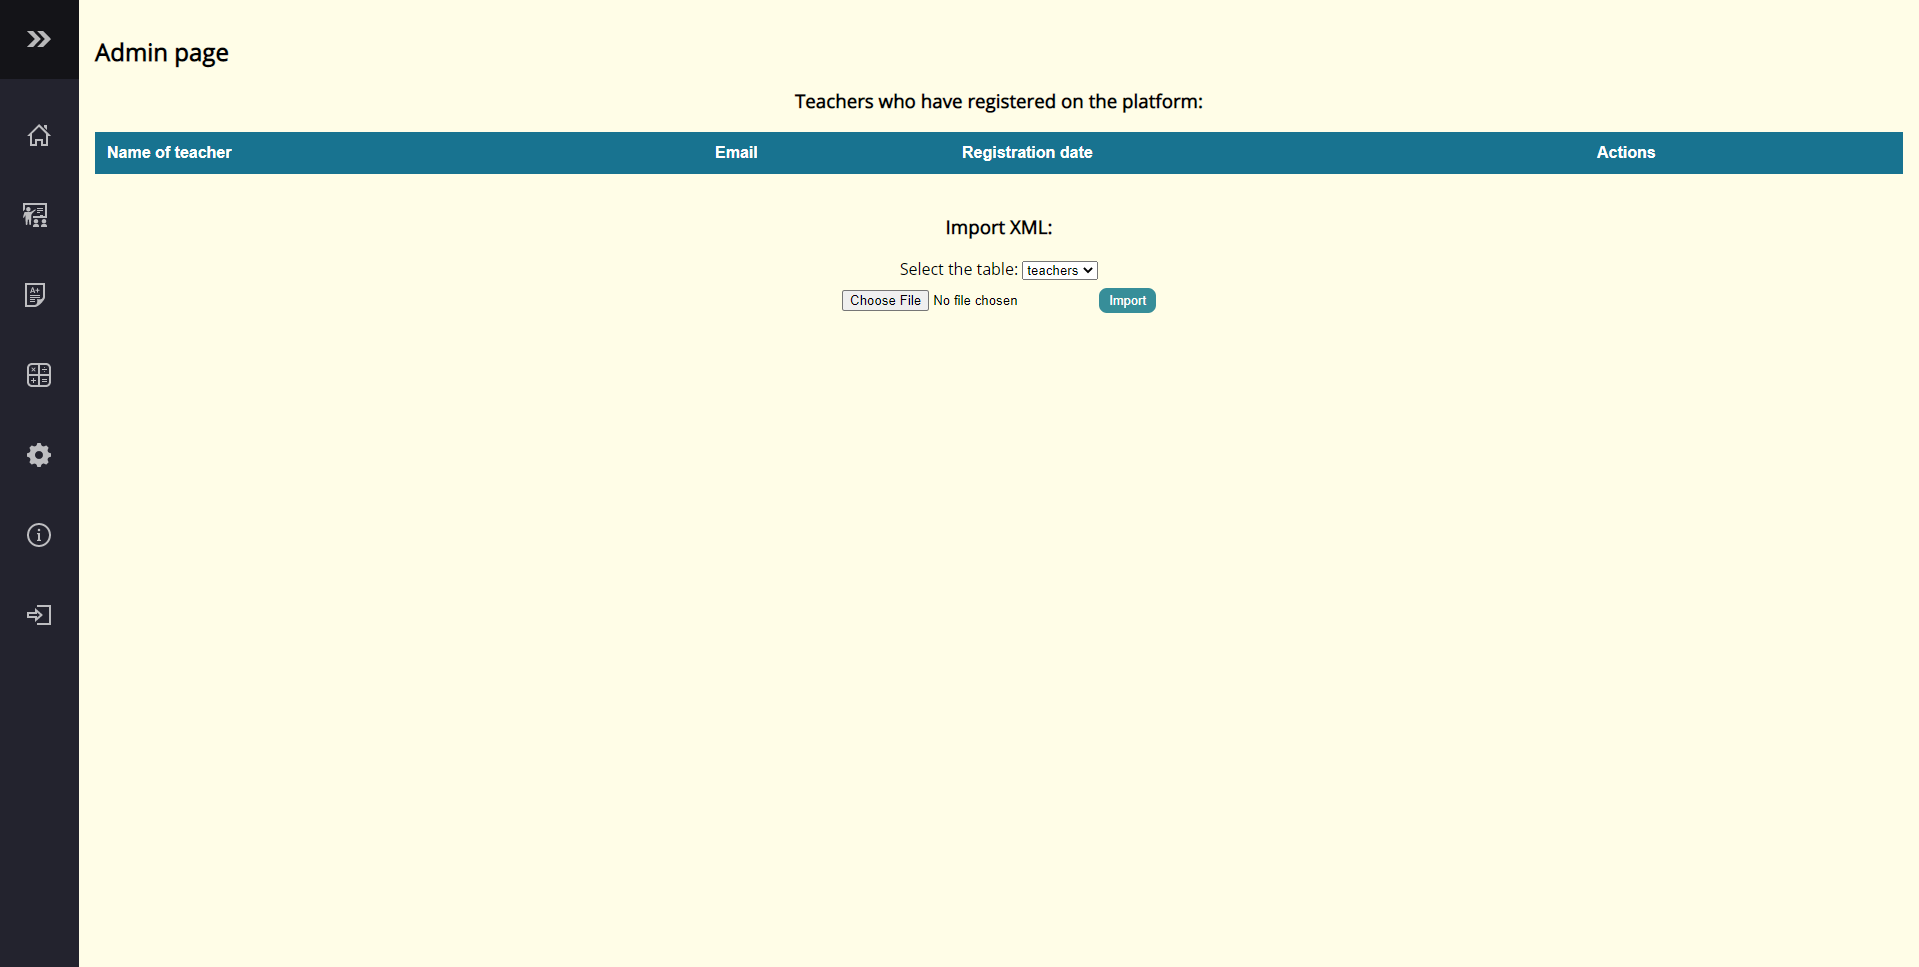 Admin page
Teachers who have registered on the platform:
Name of teacher Email Registration date Actions
Import XML:
Select the table: teachers
Choose File No file chosen Import